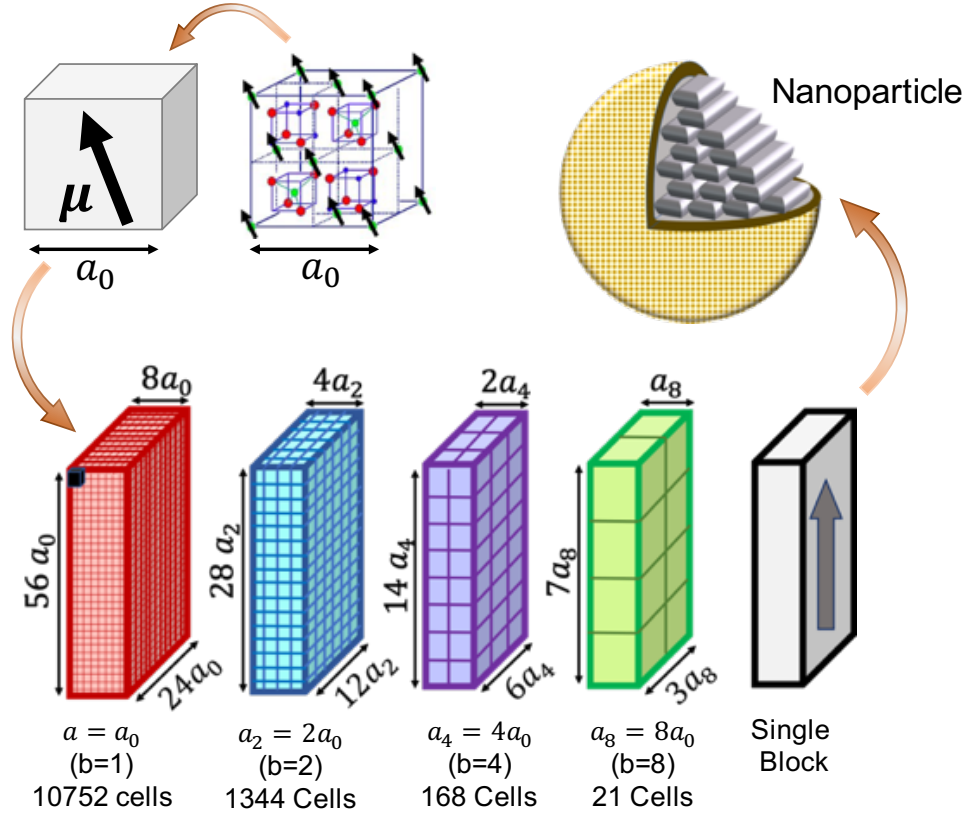 Nanoparticle
μ
a₀
a₀
8a₀
4a₂
2a₄
a₈
56 a₀
28 a₂
14 a₄
7a₈
24a₀
12a₂
6a₄
3a₈
a = a₀
(b=1)
10752 cells
a₂ = 2a₀
(b=2)
1344 Cells
a₄ = 4a₀
(b=4)
168 Cells
a₈ = 8a₀
(b=8)
21 Cells
Single
Block